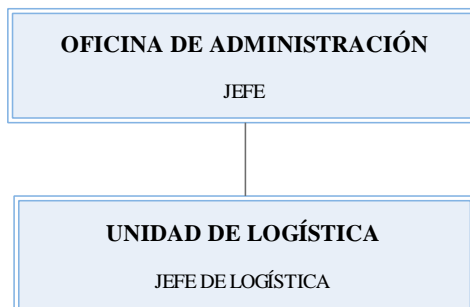 OFICINA DE ADMINISTRACIÓN
JEFE
UNIDAD DE LOGÍSTICA
JEFE DE LOGÍSTICA